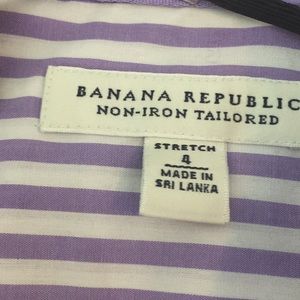 BANANA REPUBLIC
NON-IRON TAILORED
STRETCH
4
MADE IN
SRI LANKA